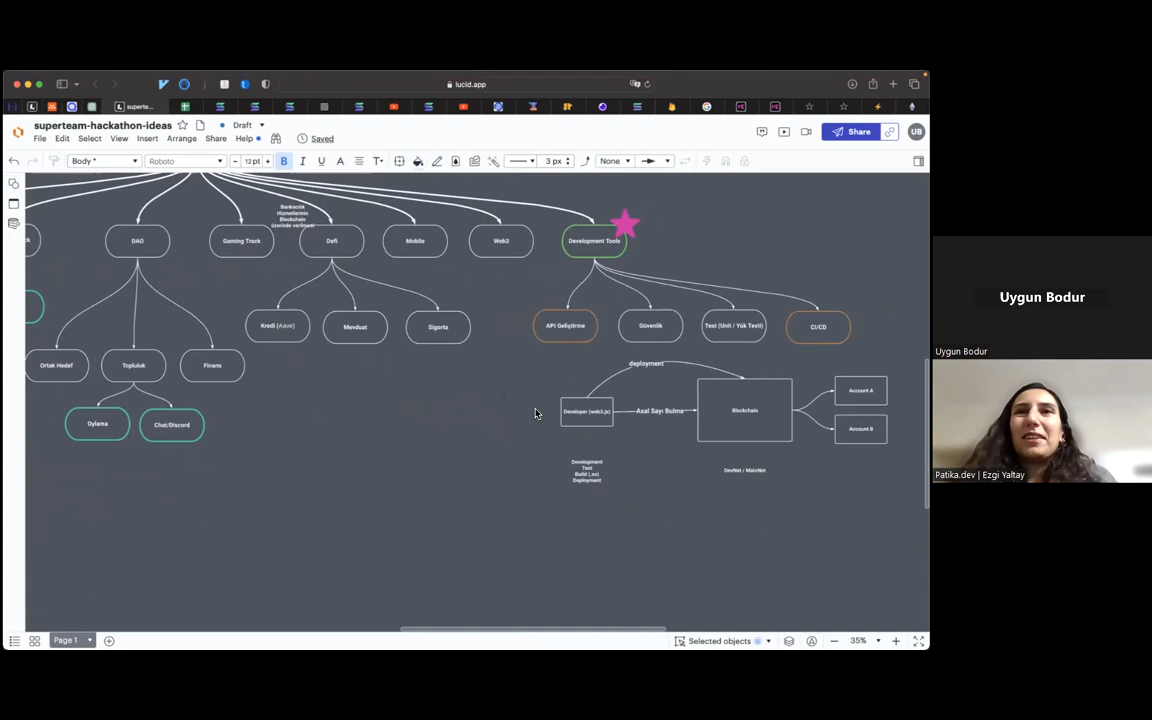 lucid.app
superte...
superteam-hackathon-ideas
Draft
File Edit View Insert Arrange Share Help
Saved
Share
UB
Body *
Roboto
12 pt
B I U A T
3 px
None
Bankacılık
Hizmetlerinin
Blockchain
üzerinde verilmesi
DAO
Gaming Track
Defi
Mobile
Web3
Development Tools
Kredi (Aave)
Mevduat
Sigorta
API Geliştirme
Güvenlik
Test (Unit / Yük Testi)
CI/CD
Ortak Hedef
Topluluk
Finans
Oylama
Chat/Discord
deployment
Developer (web3.js)
Asal Sayı Bulma
Blockchain
Account A
Account B
Development
Test
Build (.so)
Deployment
DevNet / MainNet
Page 1
Selected objects 0
35%
Uygun Bodur
Uygun Bodur
Patika.dev | Ezgi Yaltay